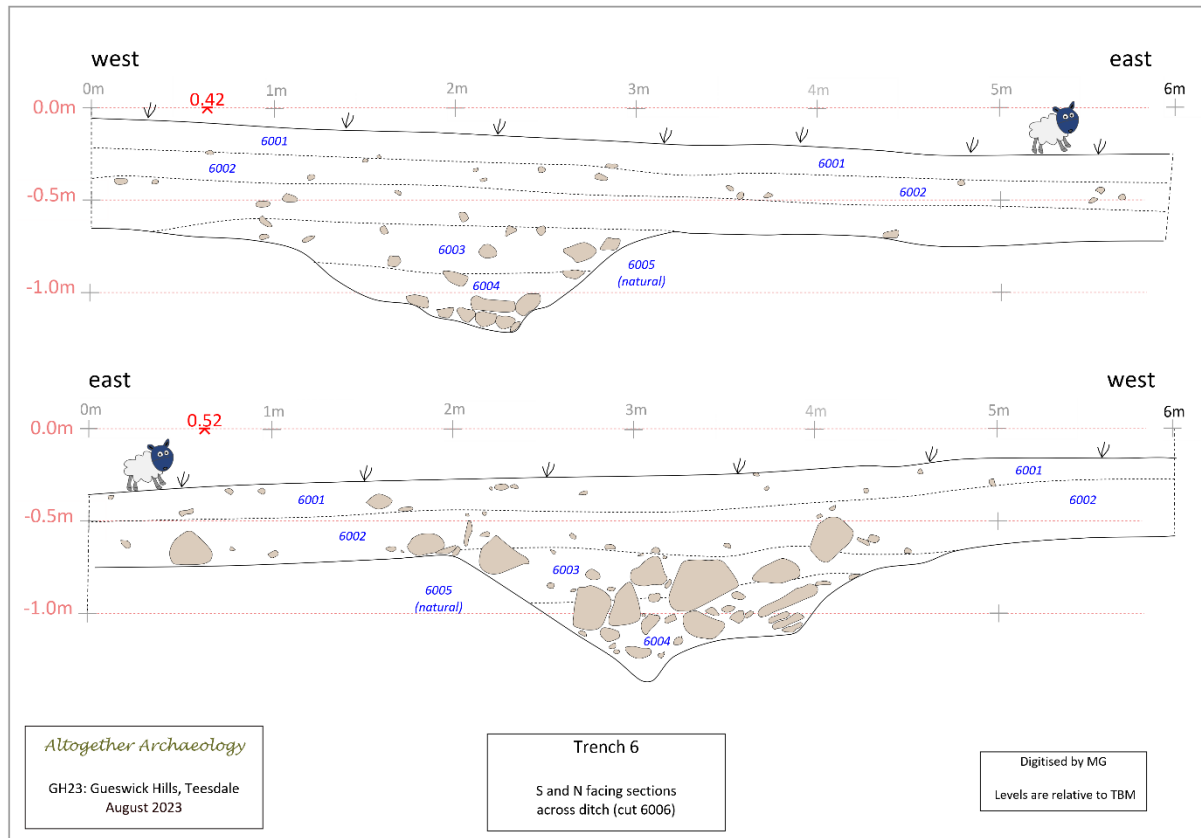 west
east
0m
0.42
1m
2m
3m
4m
5m
6m
0.0m
6001
6001
6002
6002
-0.5m
6003
6005
(natural)
6004
-1.0m
east
west
0m
0.52
1m
2m
3m
4m
5m
6m
0.0m
6001
6001
6002
-0.5m
6002
6003
6005
(natural)
-1.0m
6004
Altogether Archaeology
GH23: Gueswick Hills, Teesdale
August 2023
Trench 6
S and N facing sections
across ditch (cut 6006)
Digitised by MG
Levels are relative to TBM